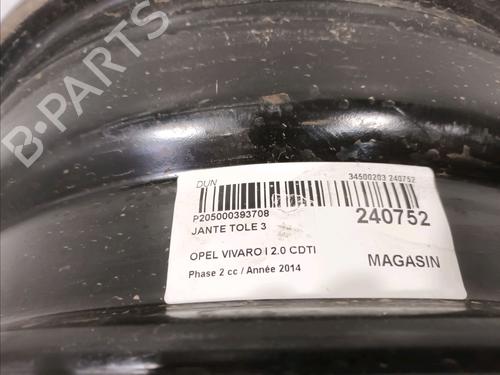 B-PARTS
DUN
34500203 240752
P205000393708
240752
JANTE TOLE 3
OPEL VIVARO I 2.0 CDTI
MAGASIN
Phase 2 cc / Année 2014